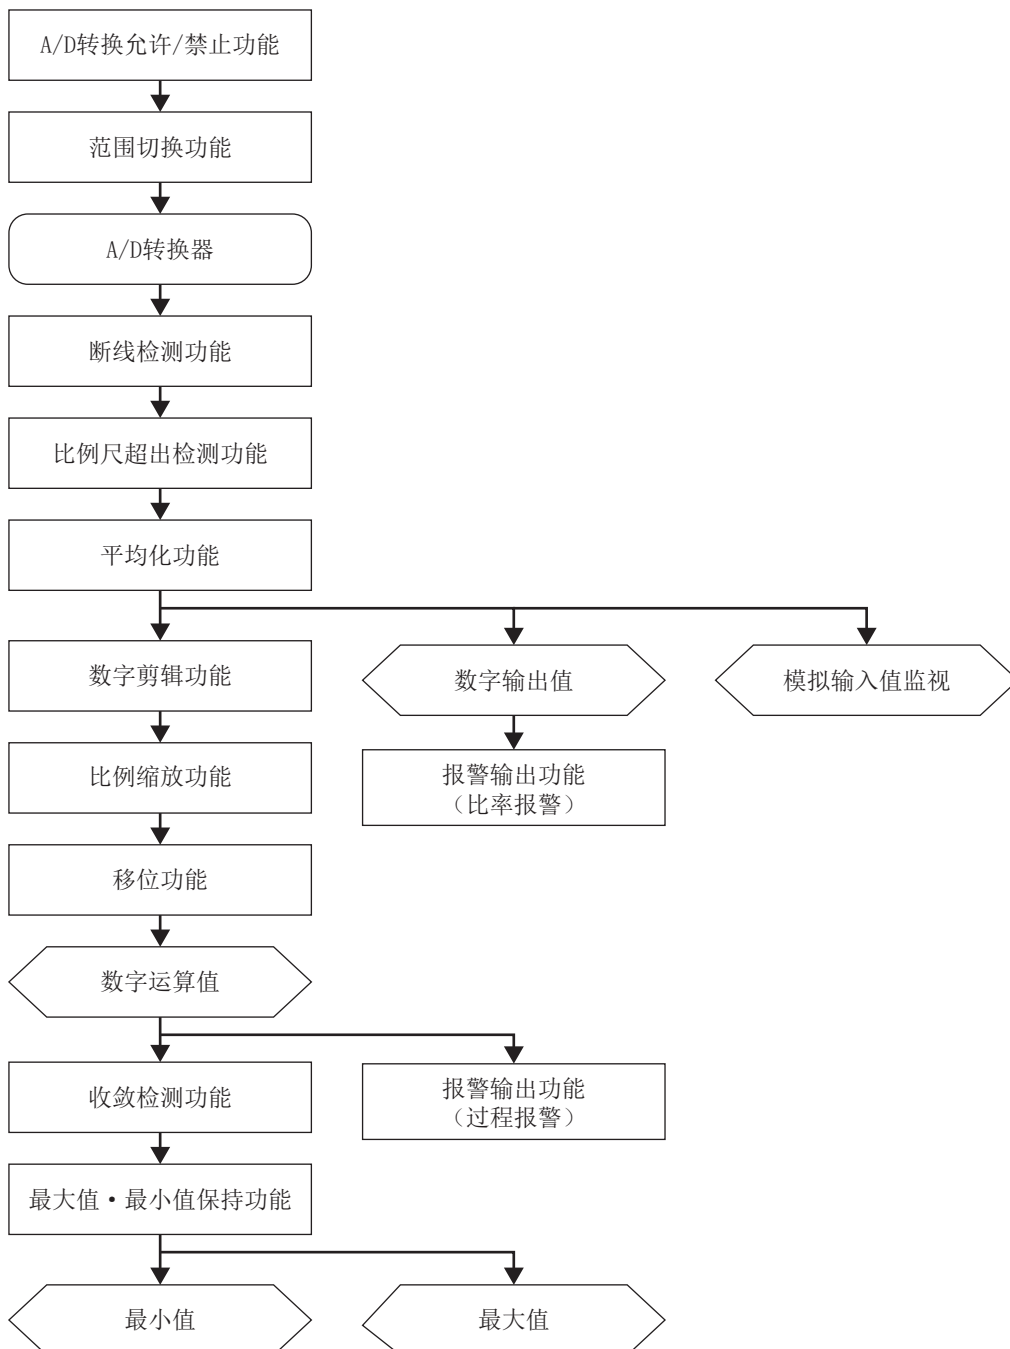 A/D转换允许/禁止功能
范围切换功能
A/D转换器
断线检测功能
比例尺超出检测功能
平均化功能
数字剪辑功能
数字输出值
模拟输入值监视
比例缩放功能
报警输出功能
（比率报警）
移位功能
数字运算值
收敛检测功能
报警输出功能
（过程报警）
最大值・最小值保持功能
最小值
最大值